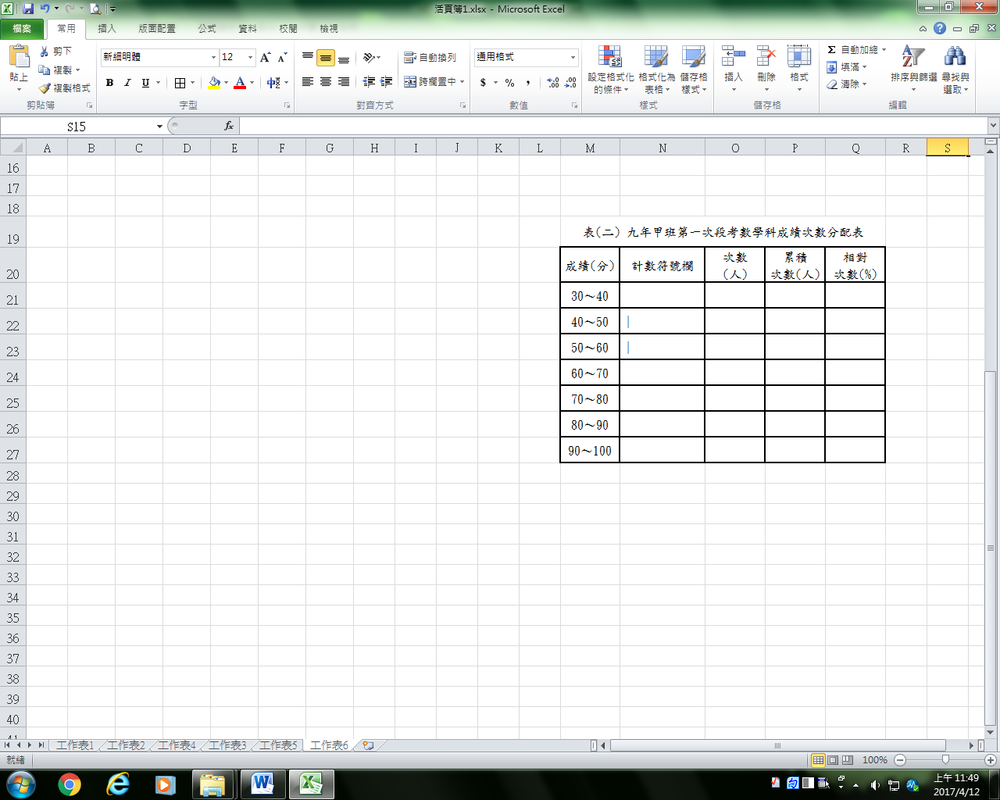 活頁簿1.xlsx - Microsoft Excel
檔案 常用 插入 版面配置 公式 資料 校閱 檢視
貼上 剪下 複製 複製格式 剪貼簿
新細明體 12 B I U A A A 中 字型
自動換列 跨欄置中 對齊方式
通用格式 $ % , .00 .00 數值
設定格式化的條件 格式化為表格 儲存格樣式 樣式
插入 刪除 格式 儲存格
Σ 自動加總 填滿 清除 排序與篩選 尋找與選取 編輯
S15 fx
A B C D E F G H I J K L M N O P Q R S
16
17
18
19 表(二) 九年甲班第一次段考數學科成績次數分配表
20 成績(分) 計數符號欄 次數(人) 累積次數(人) 相對次數(%)
21 30～40
22 40～50
23 50～60
24 60～70
25 70～80
26 80～90
27 90～100
28
29
30
31
32
33
34
35
36
37
38
39
40
41
工作表1 工作表2 工作表4 工作表3 工作表5 工作表6
就緒 100%
上午 11:49
2017/4/12